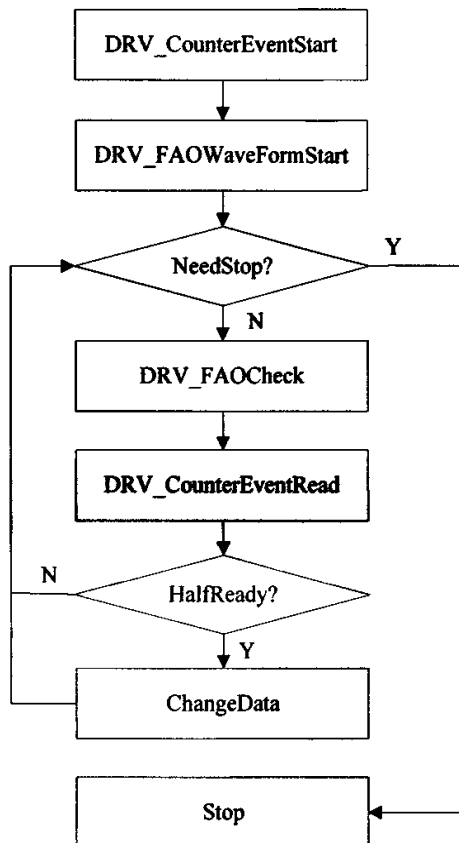 DRV_CounterEventStart
DRV_FAOWaveFormStart
NeedStop?
Y
N
DRV_FAOCheck
DRV_CounterEventRead
N
HalfReady?
Y
ChangeData
Stop